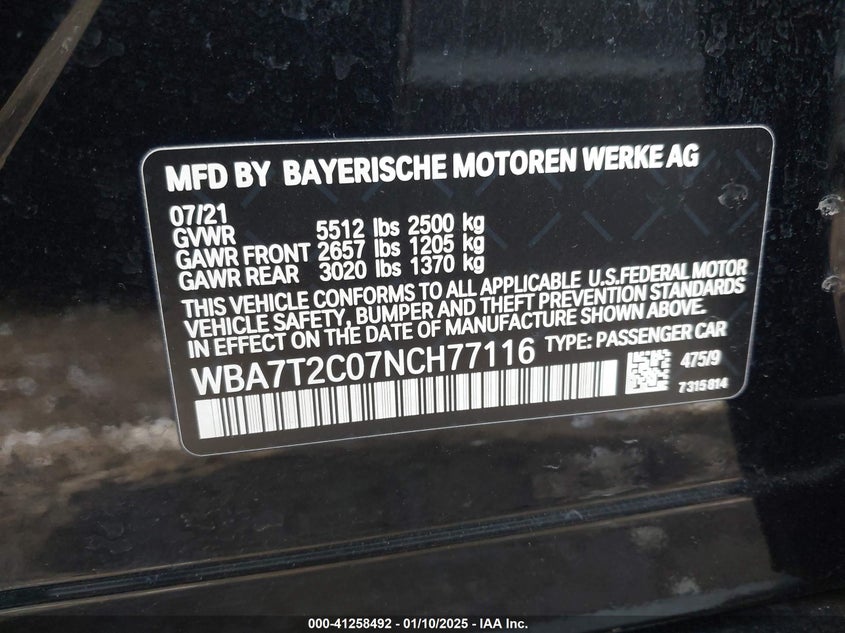 MFD BY BAYERISCHE MOTOREN WERKE AG
07/21
GVWR 5512 lbs 2500 kg
GAWR FRONT 2657 lbs 1205 kg
GAWR REAR 3020 lbs 1370 kg
THIS VEHICLE CONFORMS TO ALL APPLICABLE U.S.FEDERAL MOTOR
VEHICLE SAFETY, BUMPER AND THEFT PREVENTION STANDARDS
IN EFFECT ON THE DATE OF MANUFACTURE SHOWN ABOVE.
WBA7T2C07NCH77116 TYPE: PASSENGER CAR
475/9
7315814
000-41258492 - 01/10/2025 - IAA Inc.